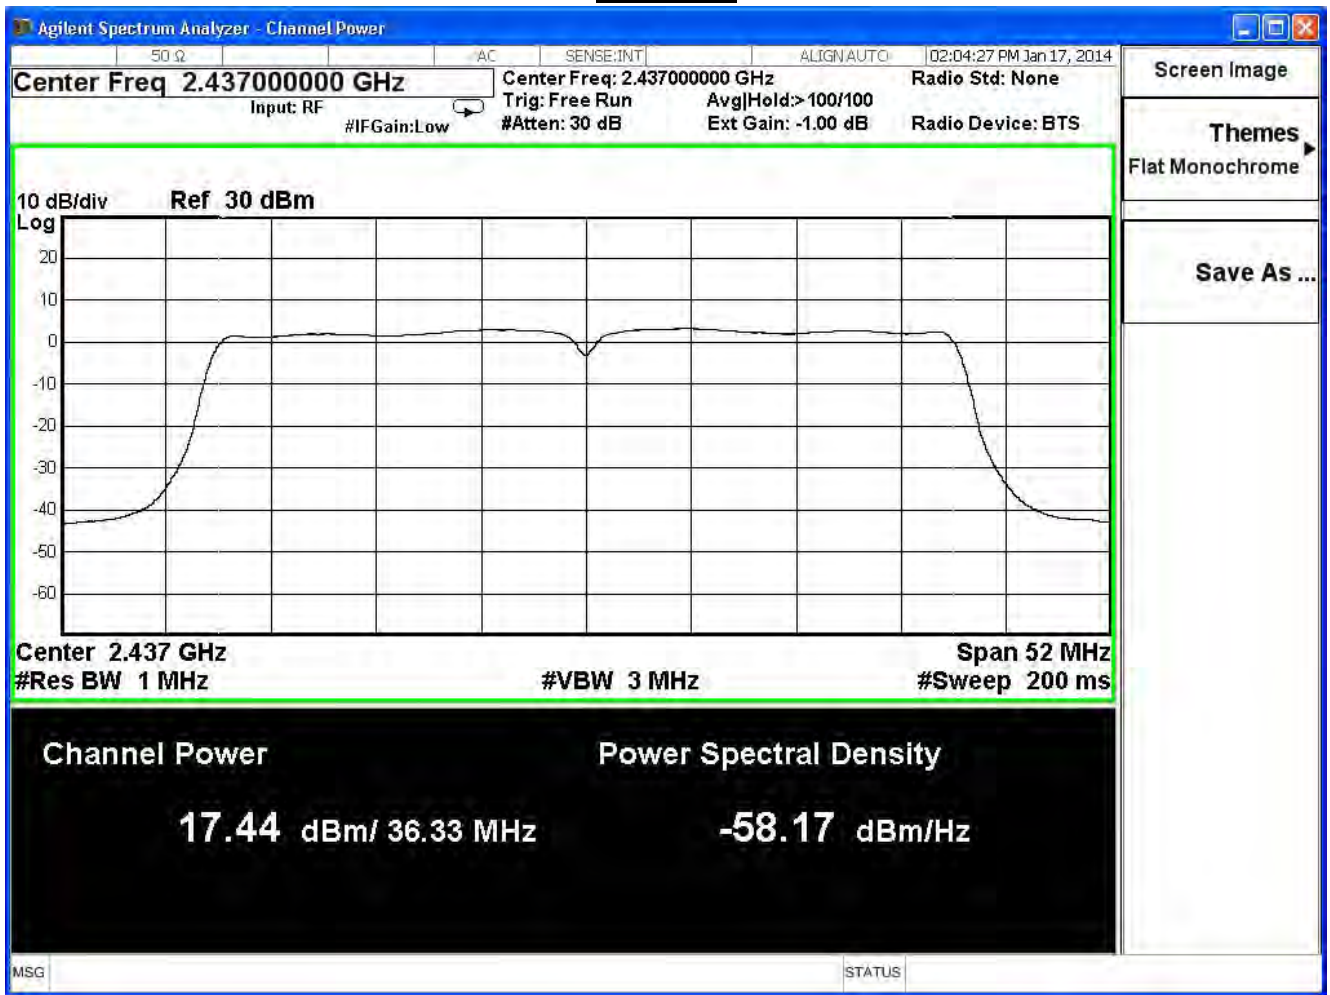 Agilent Spectrum Analyzer - Channel Power
50 Ω AC SENSE:INT ALIGN AUTO 02:04:27 PM Jan 17, 2014
Center Freq 2.437000000 GHz
Input: RF
#IFGain:Low
Center Freq: 2.437000000 GHz
Trig: Free Run Avg|Hold:> 100/100
#Atten: 30 dB Ext Gain: -1.00 dB
Radio Std: None
Radio Device: BTS
10 dB/div Ref 30 dBm
Log
20
10
0
-10
-20
-30
-40
-50
-60
Center 2.437 GHz Span 52 MHz
#Res BW 1 MHz #VBW 3 MHz #Sweep 200 ms
Channel Power Power Spectral Density
17.44 dBm/ 36.33 MHz -58.17 dBm/Hz
MSG STATUS
Screen Image
Themes
Flat Monochrome
Save As ...